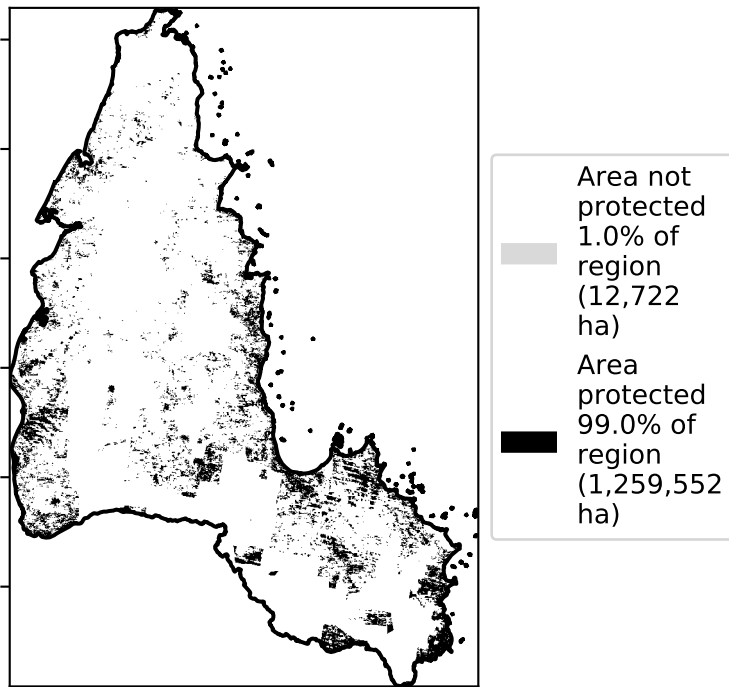 Area not
protected
1.0% of
region
(12,722
ha)
Area
protected
99.0% of
region
(1,259,552
ha)